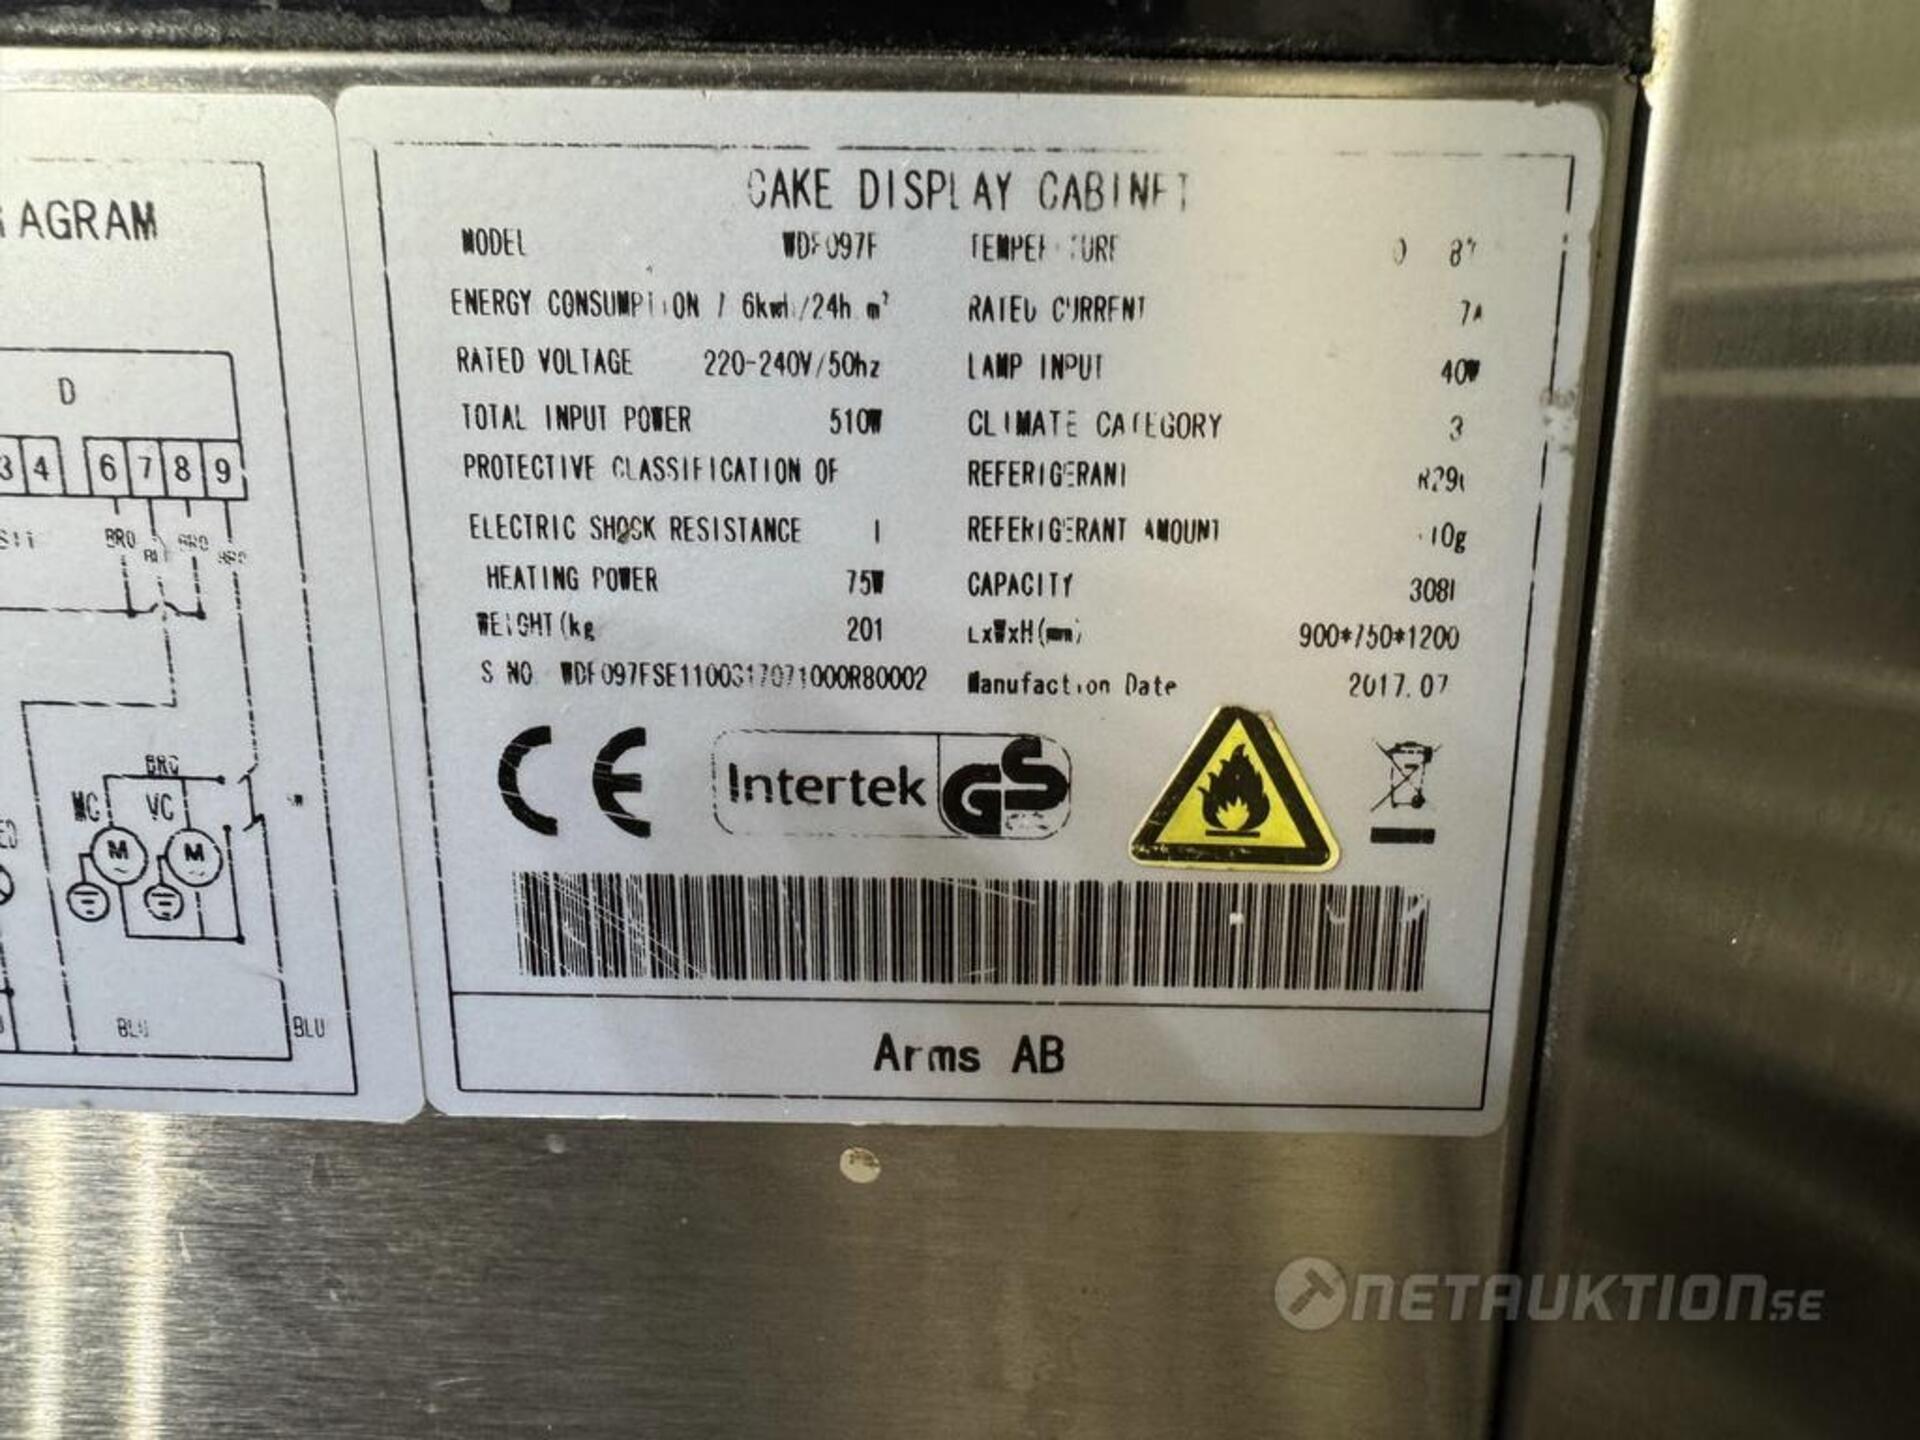 CAKE DISPLAY CABINET
MODEL WDF097F
TEMPERATURE
ENERGY CONSUMPTION 6kwh/24h m²
RATED CURRENT 7A
RATED VOLTAGE 220-240V/50hz
LAMP INPUT 40W
TOTAL INPUT POWER 510W
CLIMATE CATEGORY 3
PROTECTIVE CLASSIFICATION OF
REFERIGERANT
ELECTRIC SHOCK RESISTANCE I
REFERIGERANT AMOUNT
HEATING POWER 75W
CAPACITY 308l
WEIGHT(kg 201
LxWxH(mm) 900*750*1200
S NO
Manufaction Date 2017.07
CE
Intertek GS
Arms AB
AGRAM
D
3 4 6 7 8 9
BRO BLU BRO BRO
BRO
MC VC
M M
BLU BLU
NETAUKTION.SE